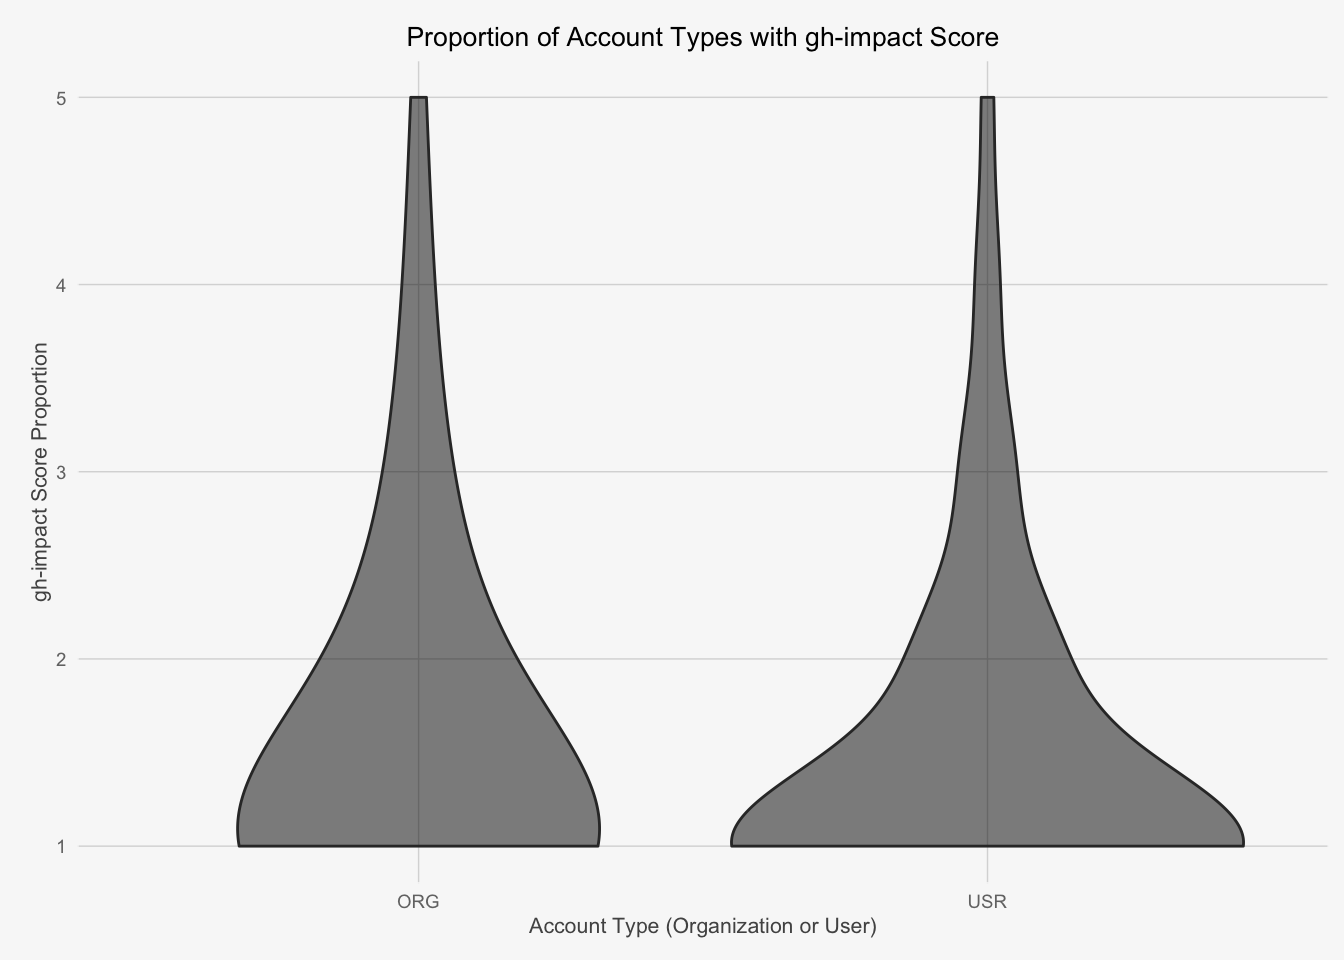 Proportion of Account Types with gh-impact Score
gh-impact Score Proportion
5
4
3
2
1
ORG
USR
Account Type (Organization or User)